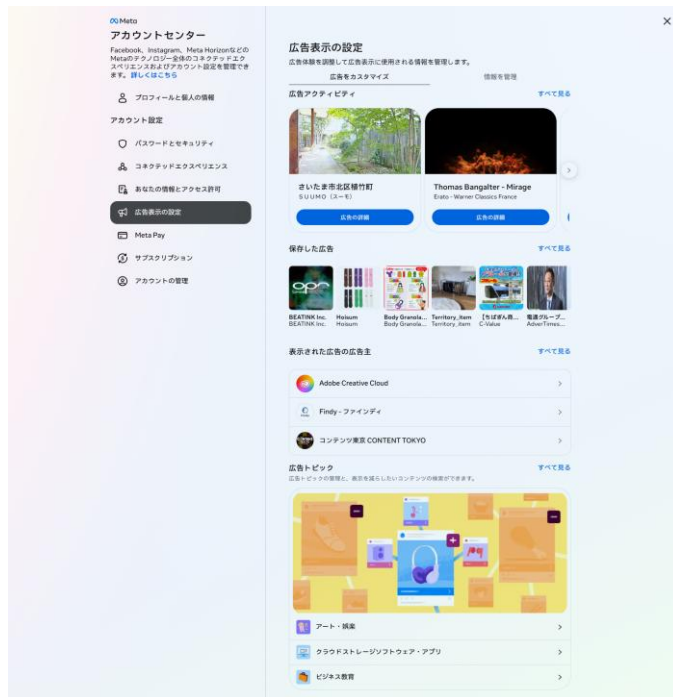 Meta
アカウントセンター
Facebook、Instagram、Meta Horizonなどの
Metaのテクノロジー全体のコネクテッドエク
スペリエンスおよびアカウント設定を管理でき
ます。詳しくはこちら
プロフィールと個人の情報
アカウント設定
パスワードとセキュリティ
コネクテッドエクスペリエンス
あなたの情報とアクセス許可
広告表示の設定
Meta Pay
サブスクリプション
アカウントの管理
広告表示の設定
広告体験を調整して広告表示に使用される情報を管理します。
広告をカスタマイズ
情報を管理
広告アクティビティ
すべて見る
さいたま市北区植竹町
SUUMO（スーモ）
広告の詳細
Thomas Bangalter - Mirage
Erato - Warner Classics France
広告の詳細
保存した広告
すべて見る
BEATINK Inc.
BEATINK Inc.
Hoisum
Hoisum
Body Granola...
Body Granola...
Territory_item
Territory_item
【ちばぎん商...
C-Value
電通グループ...
AdverTimes...
表示された広告の広告主
すべて見る
Adobe Creative Cloud
Findy - ファインディ
コンテンツ東京 CONTENT TOKYO
広告トピック
すべて見る
広告トピックの管理と、表示を減らしたいコンテンツの検索ができます。
アート・娯楽
クラウドストレージソフトウェア・アプリ
ビジネス教育